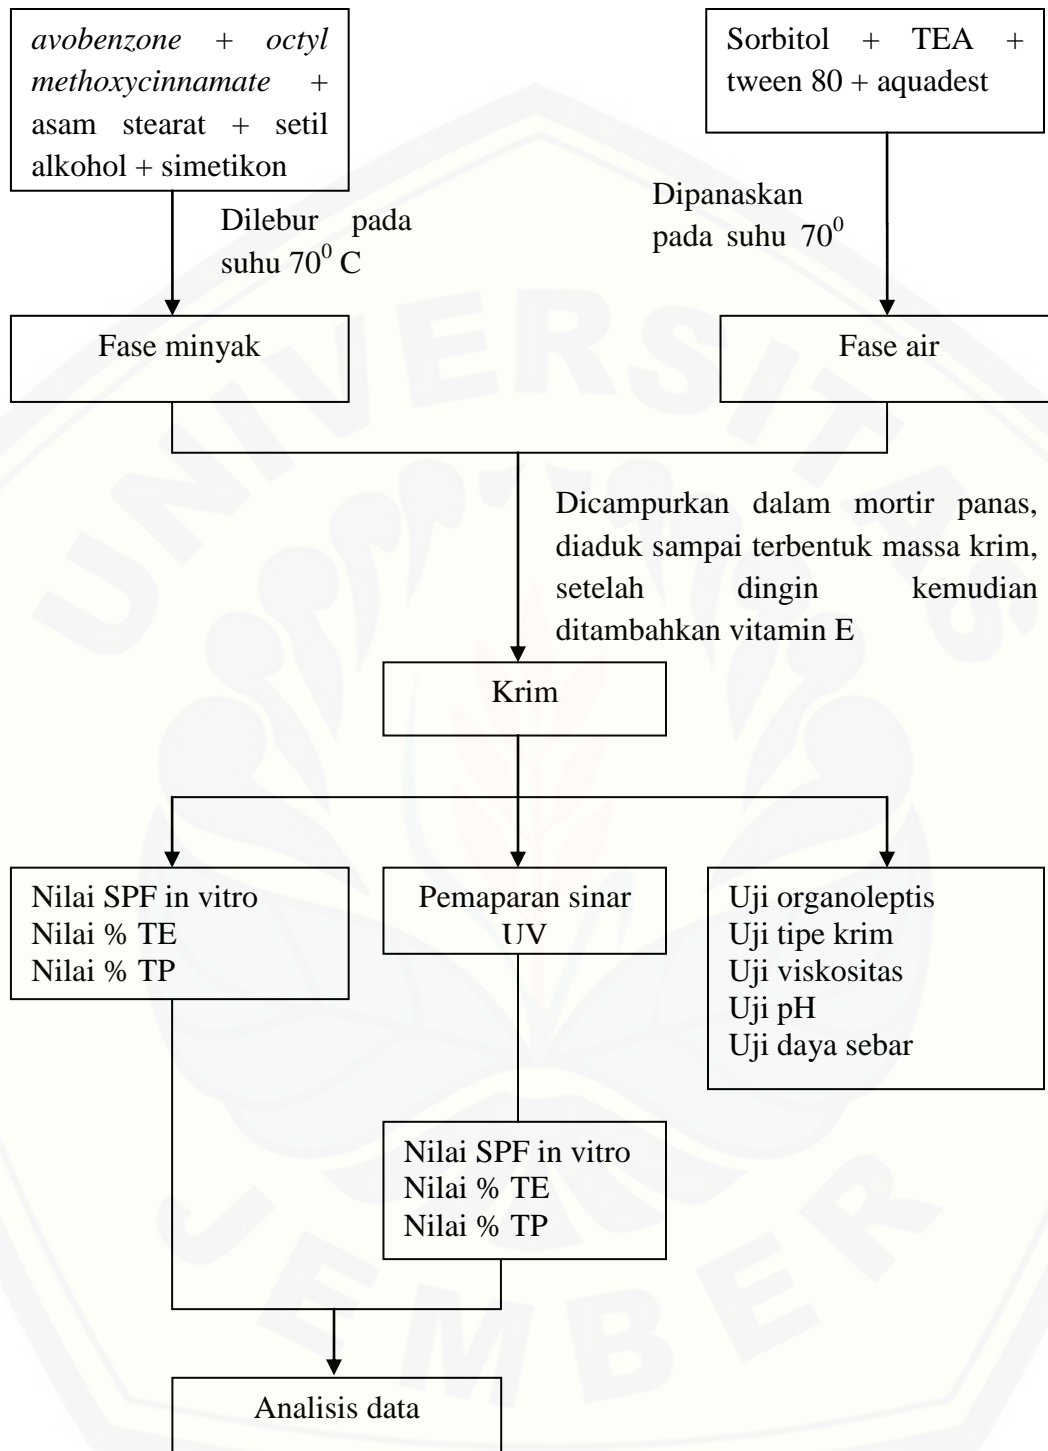 avobenzone + octyl
methoxycinnamate +
asam stearat + setil
alkohol + simetikon
Sorbitol + TEA +
tween 80 + aquadest
Dilebur pada
suhu 70⁰ C
Dipanaskan
pada suhu 70⁰
Fase minyak
Fase air
Dicampurkan dalam mortir panas,
diaduk sampai terbentuk massa krim,
setelah dingin kemudian
ditambahkan vitamin E
Krim
Nilai SPF in vitro
Nilai % TE
Nilai % TP
Pemaparan sinar
UV
Uji organoleptis
Uji tipe krim
Uji viskositas
Uji pH
Uji daya sebar
Nilai SPF in vitro
Nilai % TE
Nilai % TP
Analisis data
UNIVERSITAS
JEMBER